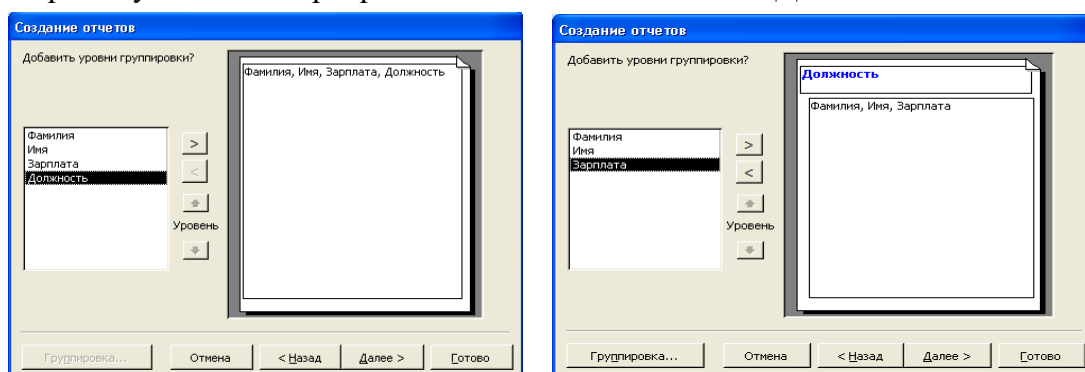 Создание отчетов
Добавить уровни группировки?
Фамилия, Имя, Зарплата, Должность
Фамилия
Имя
Зарплата
Должность
>
<
Уровень
Группировка...
Отмена
< Назад
Далее >
Готово
Создание отчетов
Добавить уровни группировки?
Должность
Фамилия, Имя, Зарплата
Фамилия
Имя
Зарплата
>
<
Уровень
Группировка...
Отмена
< Назад
Далее >
Готово